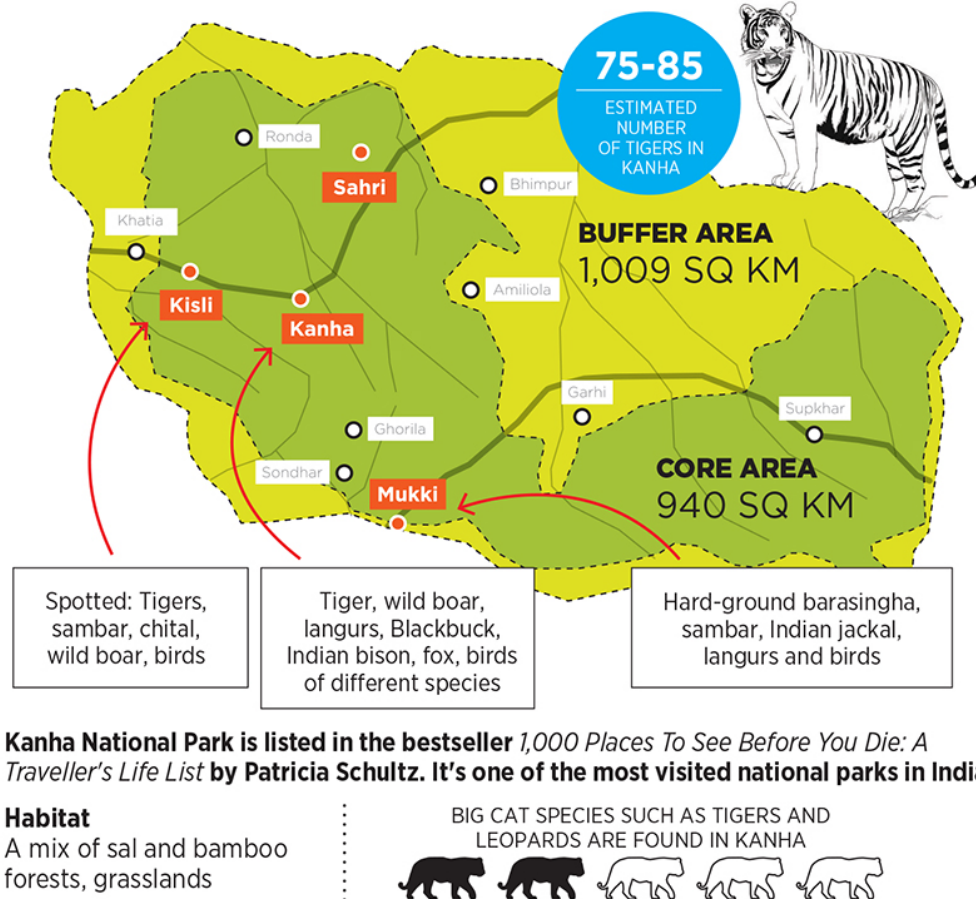 75-85
ESTIMATED
NUMBER
OF TIGERS IN
KANHA
Ronda
Sahri
Bhimpur
Khatia
BUFFER AREA
1,009 SQ KM
Kisli
Amiliola
Kanha
Garhi
Supkhar
Ghorila
Sondhar
CORE AREA
940 SQ KM
Mukki
Spotted: Tigers,
sambar, chital,
wild boar, birds
Tiger, wild boar,
langurs, Blackbuck,
Indian bison, fox, birds
of different species
Hard-ground barasingha,
sambar, Indian jackal,
langurs and birds
Kanha National Park is listed in the bestseller 1,000 Places To See Before You Die: A
Traveller's Life List by Patricia Schultz. It's one of the most visited national parks in Indi
Habitat
A mix of sal and bamboo
forests, grasslands
BIG CAT SPECIES SUCH AS TIGERS AND
LEOPARDS ARE FOUND IN KANHA